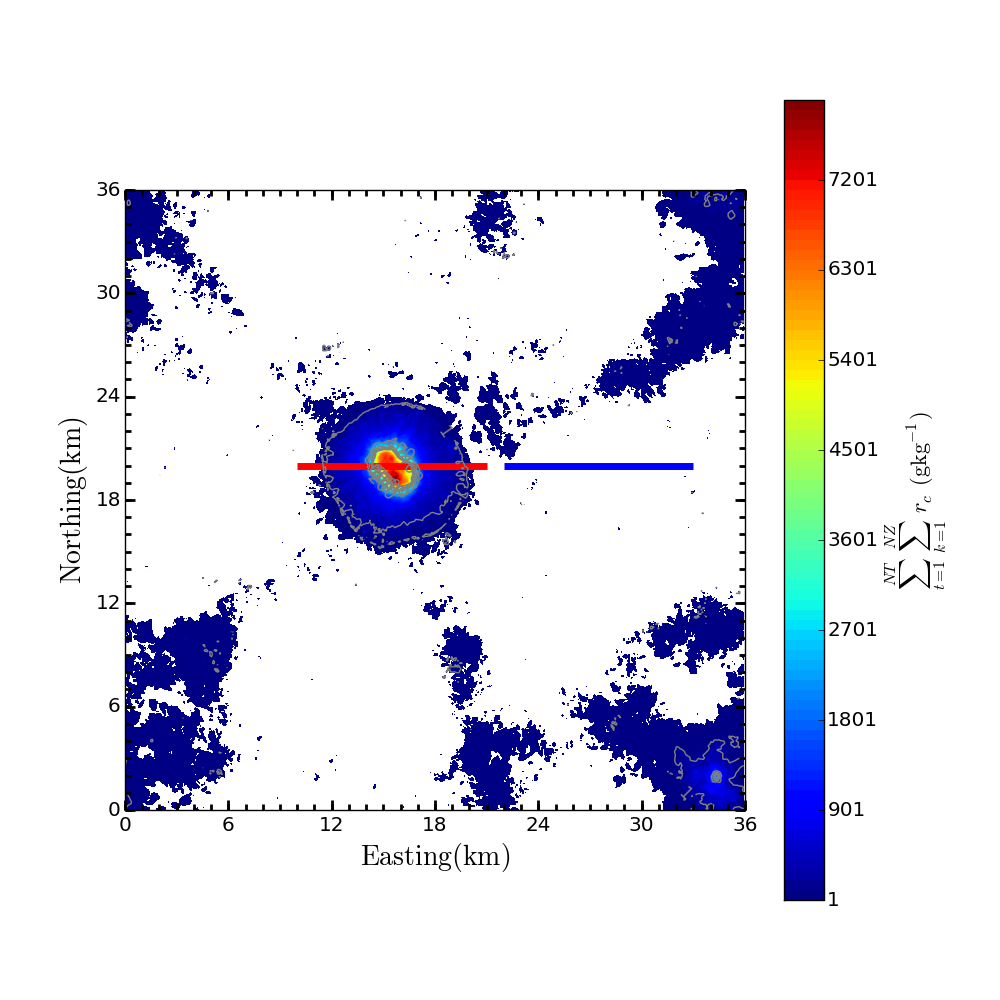 36
30
24
18
12
6
0
0 6 12 18 24 30 36
Northing(km)
Easting(km)
7201
6301
5401
4501
3601
2701
1801
901
1
NT NZ
∑ ∑ r_c (gkg⁻¹)
t=1 k=1